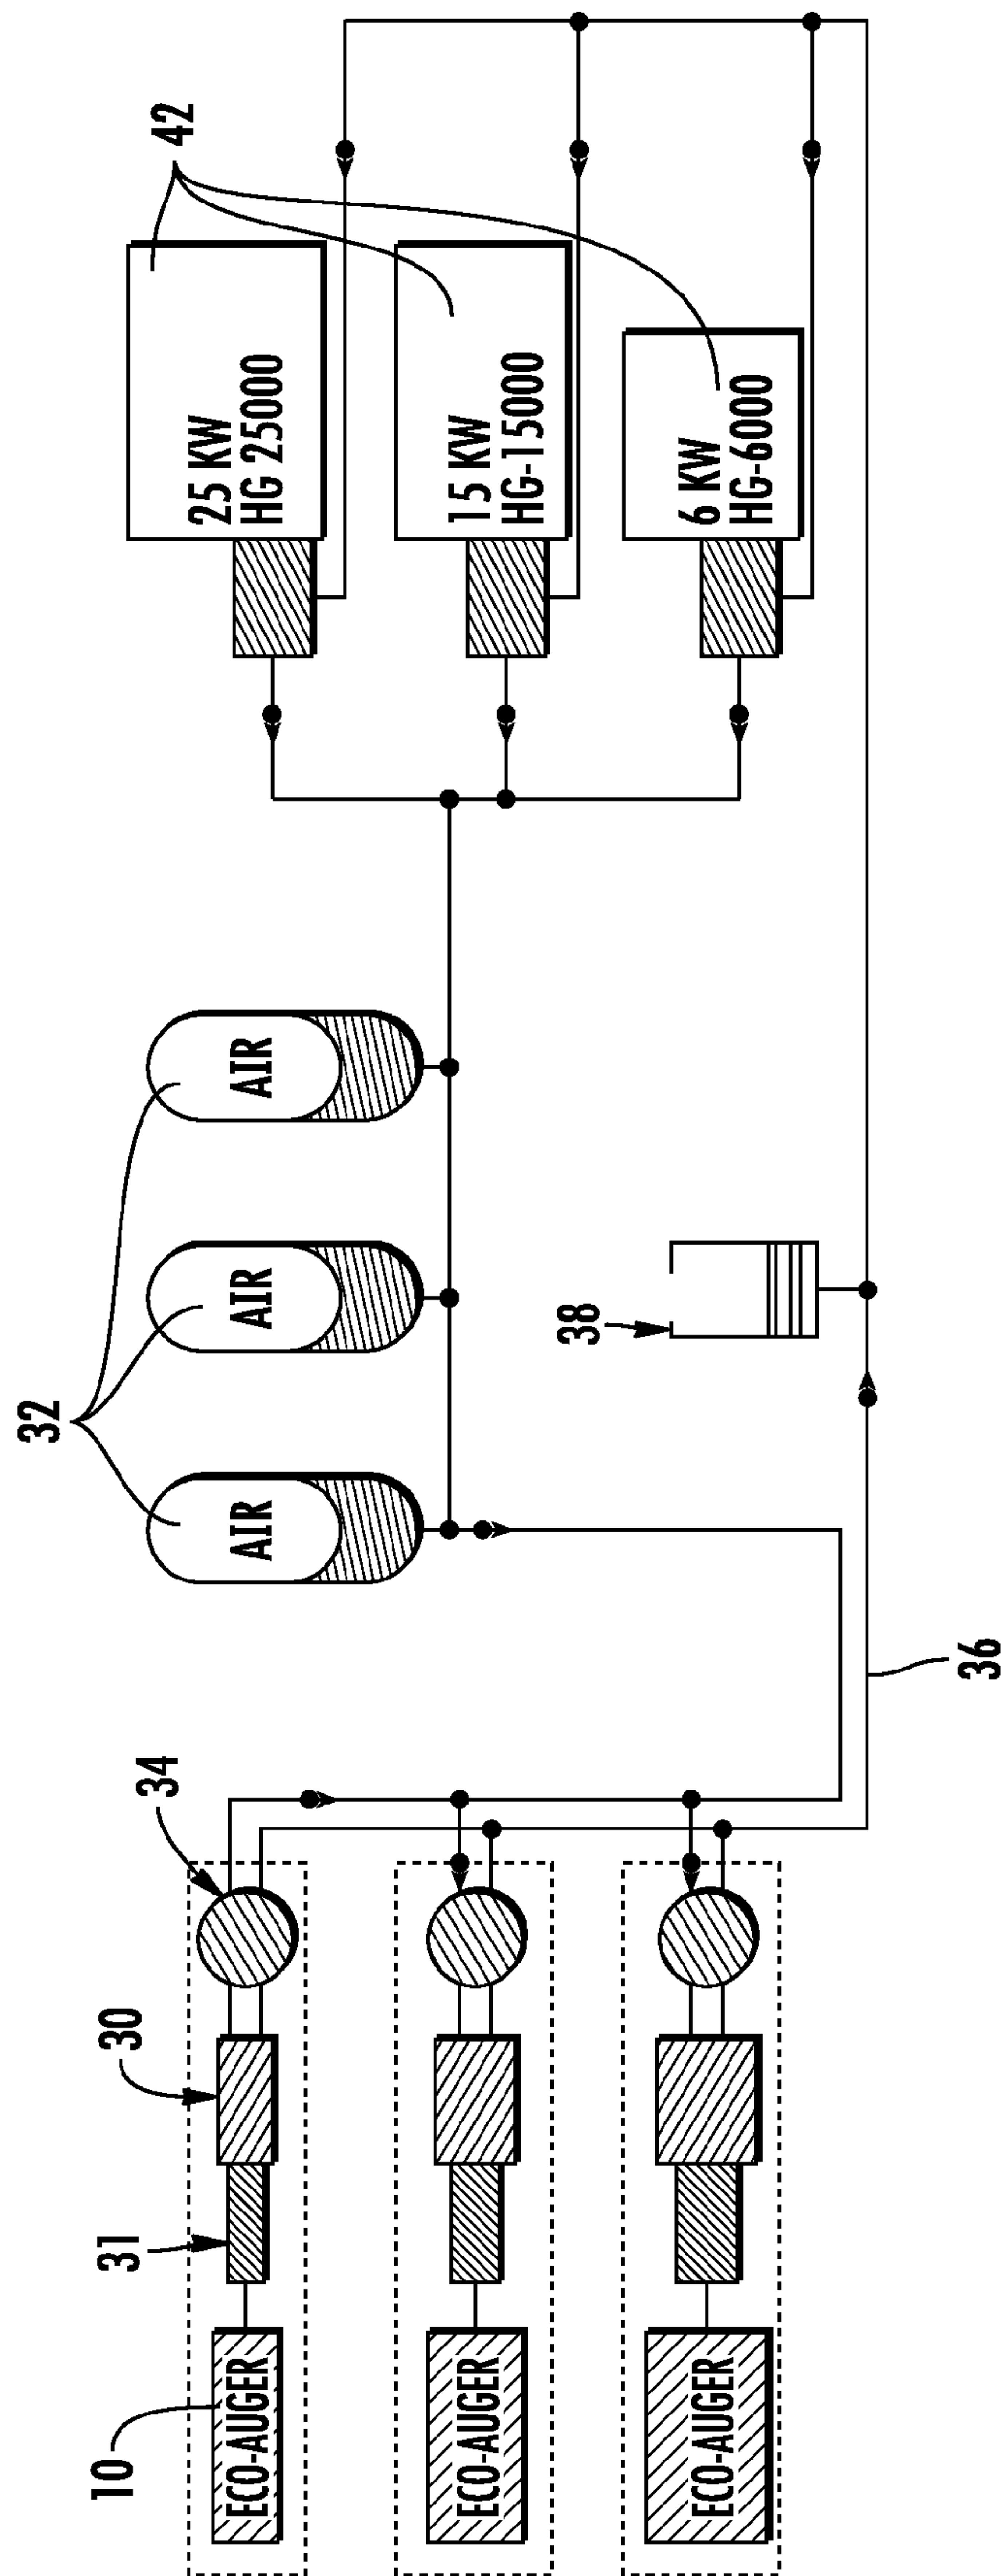 42
25 KW
HG 25000
15 KW
HG-15000
6 KW
HG-6000
32
AIR
AIR
AIR
38
36
34
30
31
10
ECO-AUGER
ECO-AUGER
ECO-AUGER